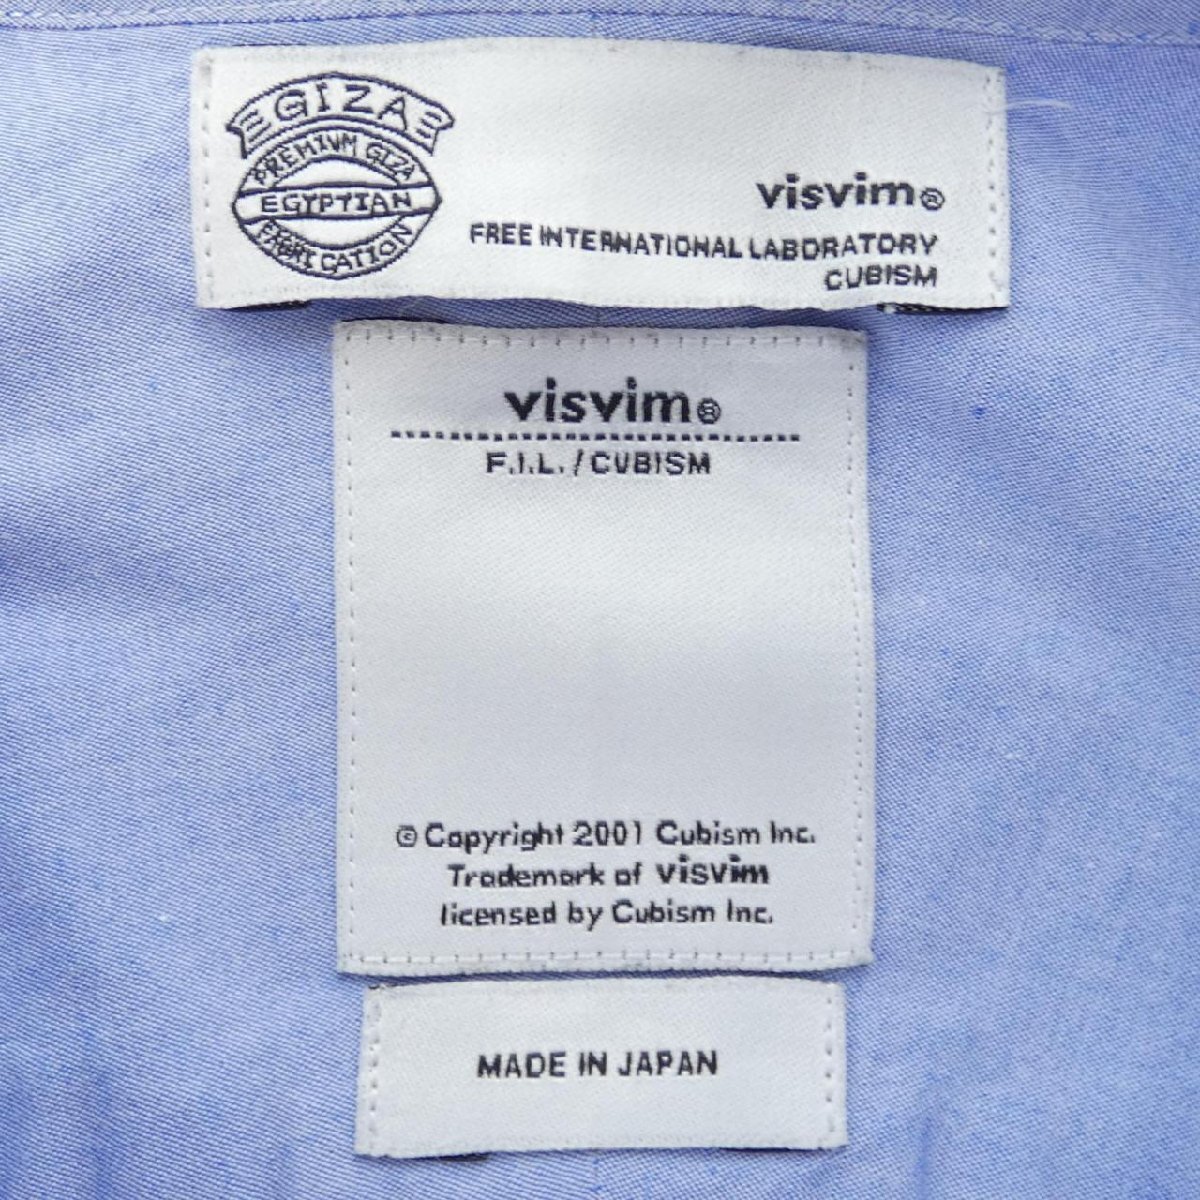 GIZA
PREMIUM GIZA
EGYPTIAN
FABRICATION
visvim®
FREE INTERNATIONAL LABORATORY
CUBISM
visvim®
F.I.L./CUBISM
© Copyright 2001 Cubism Inc.
Trademark of visvim
licensed by Cubism Inc.
MADE IN JAPAN